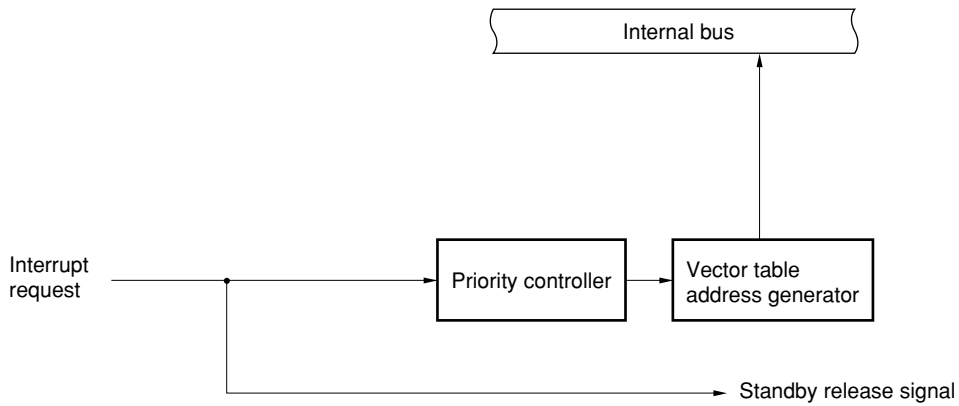 Internal bus
Interrupt
request
Priority controller
Vector table
address generator
Standby release signal